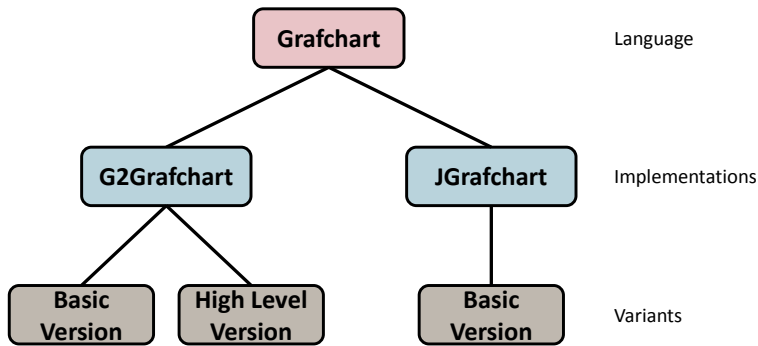 Grafchart
Language
G2Grafchart
JGrafchart
Implementations
Basic
Version
High Level
Version
Basic
Version
Variants